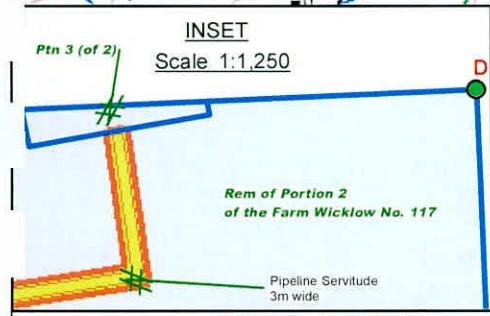 INSET
Ptn 3 (of 2)
Scale 1:1,250
D
Rem of Portion 2
of the Farm Wicklow No. 117
Pipeline Servitude
3m wide